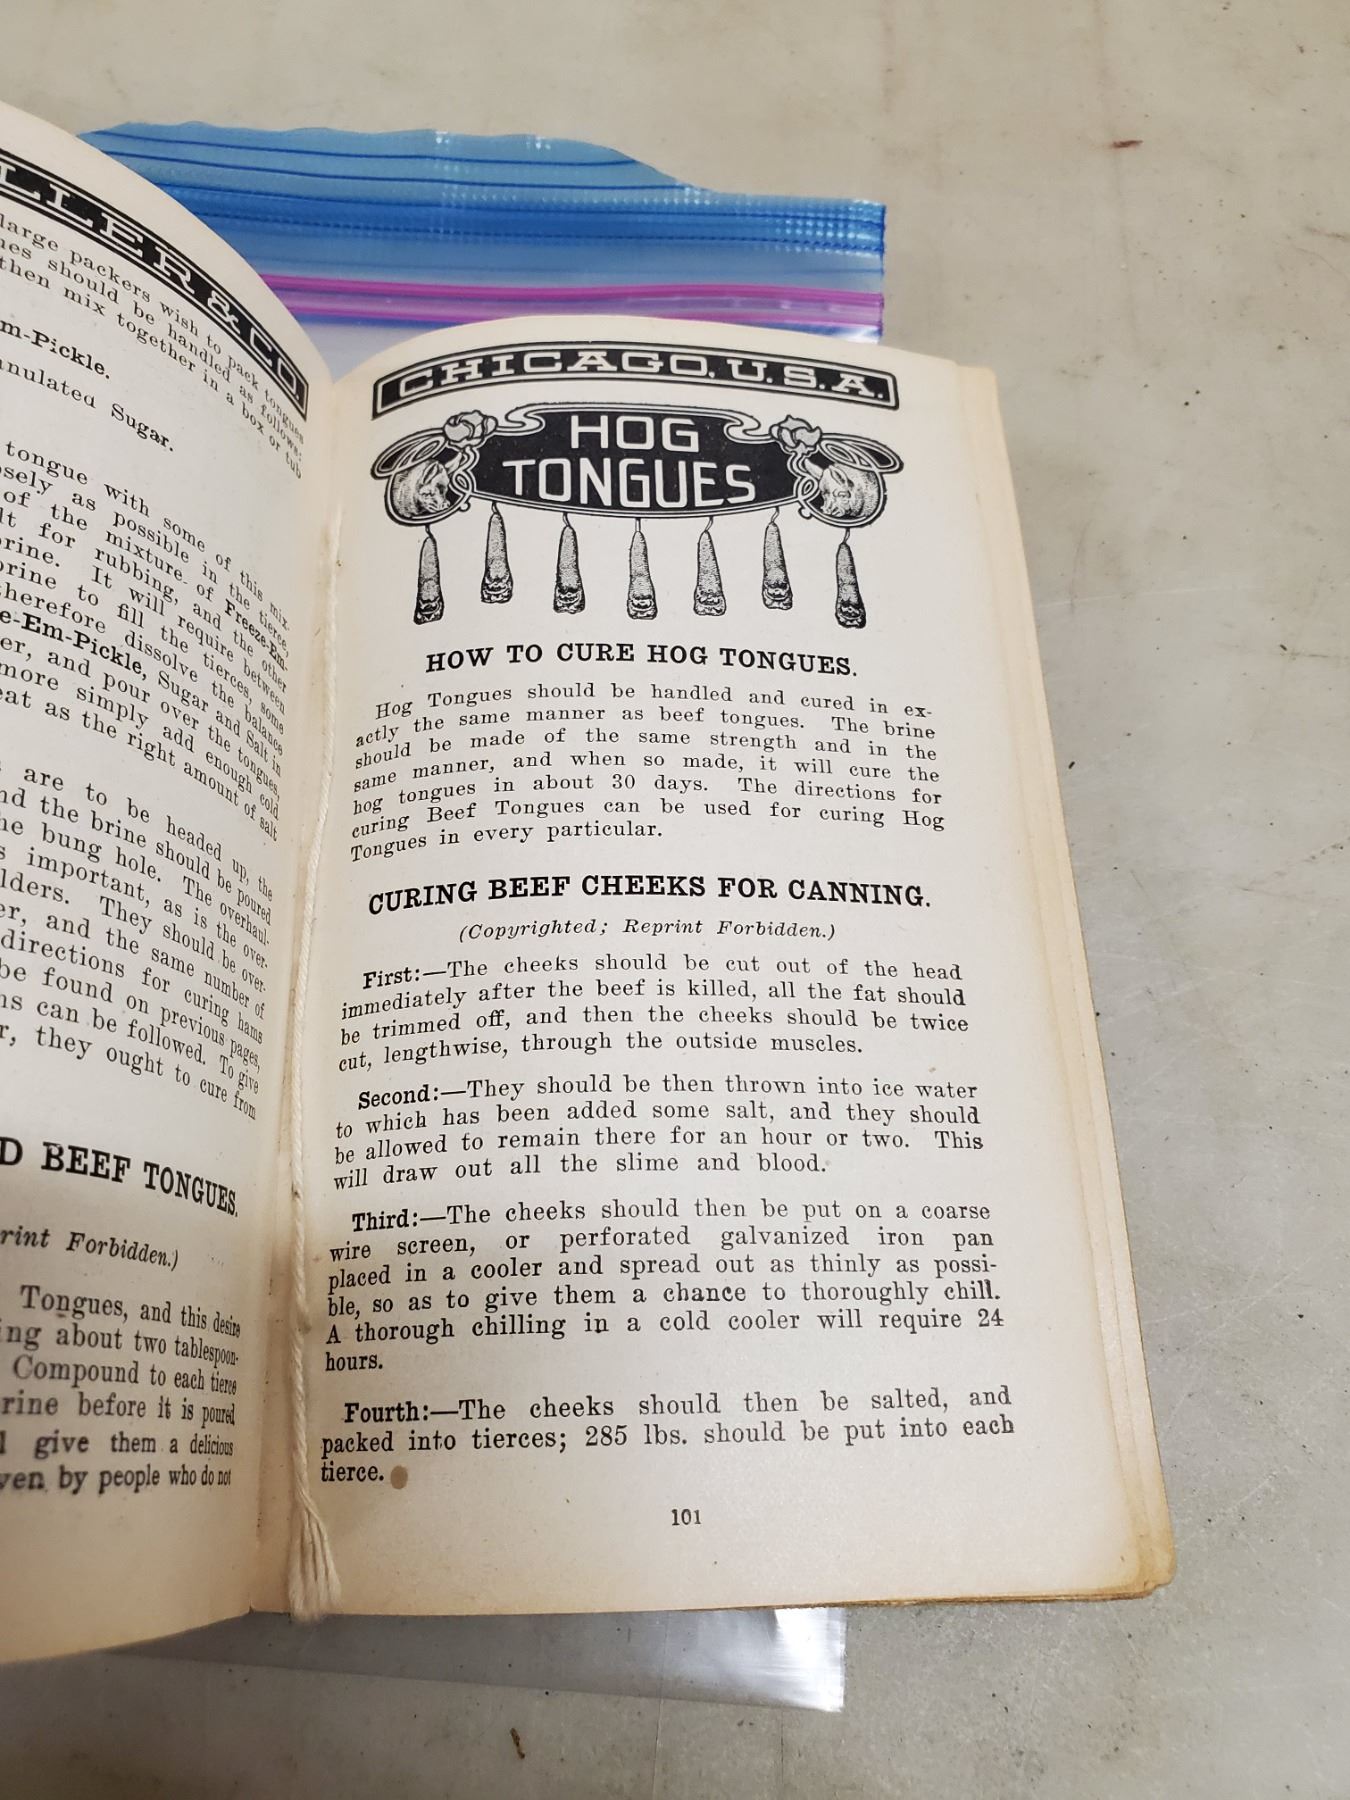 LLER & CO.
large packers wish to pack tongues
nes should be handled as follows:
then mix together in a box or tub
m-Pickle.
anulated Sugar.
tongue with some of this mix-
osely as possible in the tierce,
of the mixture of Freeze-Em-
lt for rubbing, and the other
brine. It will require between
brine to fill the tierces, some
therefore dissolve the balance
e-Em-Pickle, Sugar and Salt in
er, and pour over the tongues,
more simply add enough cold
eat as the right amount of salt
are to be headed up, the
nd the brine should be poured
he bung hole. The overhaul-
s important, as is the over-
lders. They should be over-
er, and the same number of
directions for curing hams
be found on previous pages,
ns can be followed. To give
r, they ought to cure from
D BEEF TONGUES.
rint Forbidden.)
Tongues, and this desire
ing about two tablespoon-
Compound to each tierce
rine before it is poured
l give them a delicious
ven by people who do not
CHICAGO, U.S.A.
HOG
TONGUES
HOW TO CURE HOG TONGUES.
Hog Tongues should be handled and cured in ex-
actly the same manner as beef tongues. The brine
should be made of the same strength and in the
same manner, and when so made, it will cure the
hog tongues in about 30 days. The directions for
curing Beef Tongues can be used for curing Hog
Tongues in every particular.
CURING BEEF CHEEKS FOR CANNING.
(Copyrighted; Reprint Forbidden.)
First:—The cheeks should be cut out of the head
immediately after the beef is killed, all the fat should
be trimmed off, and then the cheeks should be twice
cut, lengthwise, through the outside muscles.
Second:—They should be then thrown into ice water
to which has been added some salt, and they should
be allowed to remain there for an hour or two. This
will draw out all the slime and blood.
Third:—The cheeks should then be put on a coarse
wire screen, or perforated galvanized iron pan
placed in a cooler and spread out as thinly as possi-
ble, so as to give them a chance to thoroughly chill.
A thorough chilling in a cold cooler will require 24
hours.
Fourth:—The cheeks should then be salted, and
packed into tierces; 285 lbs. should be put into each
tierce.
101